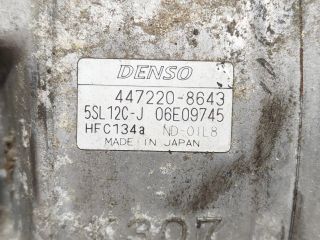 DENSO
447220-8643
5SL12C-J 06E09745
HFC134a ND-OIL8
MADE IN JAPAN